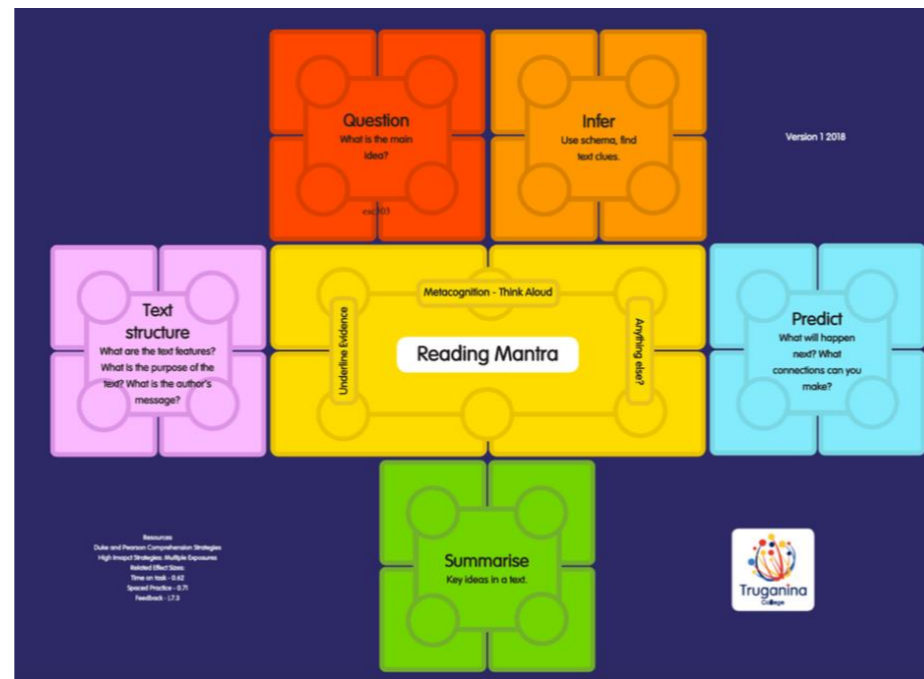 Question
What is the main
idea?
exc103
Infer
Use schema, find
text clues.
Version 1 2018
Text
structure
What are the text features?
What is the purpose of the
text? What is the author's
message?
Underline Evidence
Metacognition - Think Aloud
Reading Mantra
Anything else?
Predict
What will happen
next? What
connections can you
make?
Summarise
Key ideas in a text.
Resources
Duke and Pearson Comprehension Strategies
High Imapct Strategies: Multiple Exposures
Related Effect Sizes:
Time on task - 0.62
Spaced Practice - 0.71
Feedback - 
Truganina
College